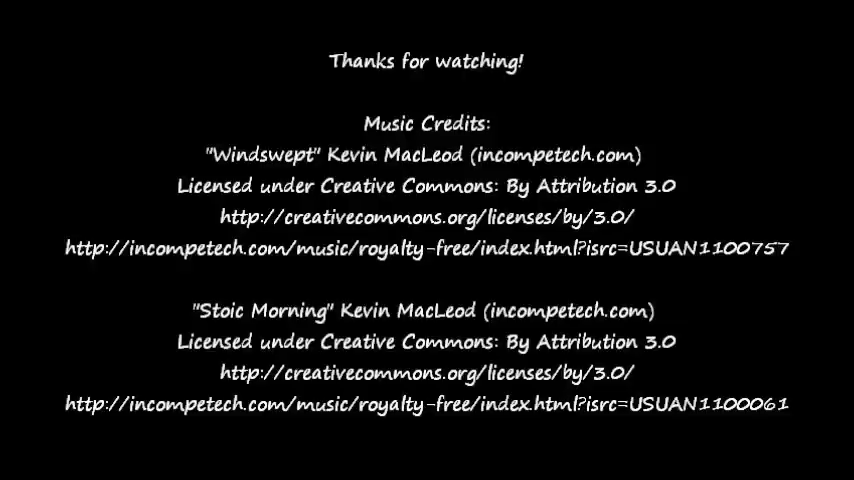 Thanks for watching!
Music Credits:
"Windswept" Kevin MacLeod (incompetech.com)
Licensed under Creative Commons: By Attribution 3.0
http://creativecommons.org/licenses/by/3.0/
http://incompetech.com/music/royalty-free/index.html?isrc=USUAN1100757
"Stoic Morning" Kevin MacLeod (incompetech.com)
Licensed under Creative Commons: By Attribution 3.0
http://creativecommons.org/licenses/by/3.0/
http://incompetech.com/music/royalty-free/index.html?isrc=USUAN1100061